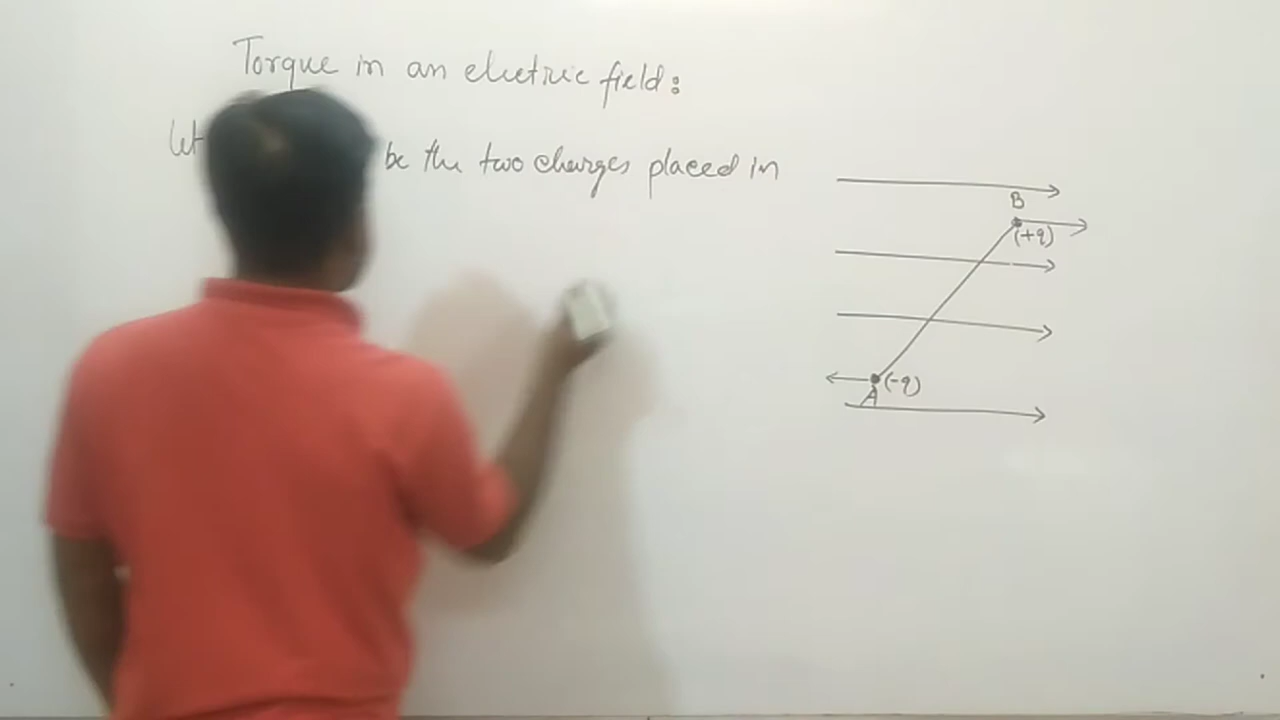 Torque in an electric field:
Let be the two charges placed in
B
(+q)
(-q)
A